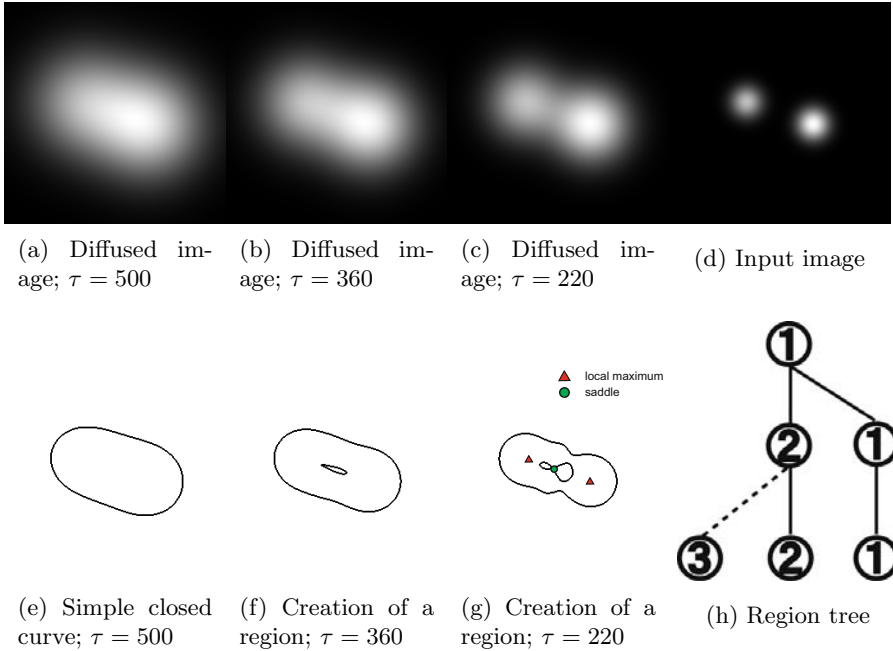 (a) Diffused im-
age; τ = 500
(b) Diffused im-
age; τ = 360
(c) Diffused im-
age; τ = 220
(d) Input image
local maximum
saddle
1
2 1
3 2 1
(e) Simple closed
curve; τ = 500
(f) Creation of a
region; τ = 360
(g) Creation of a
region; τ = 220
(h) Region tree